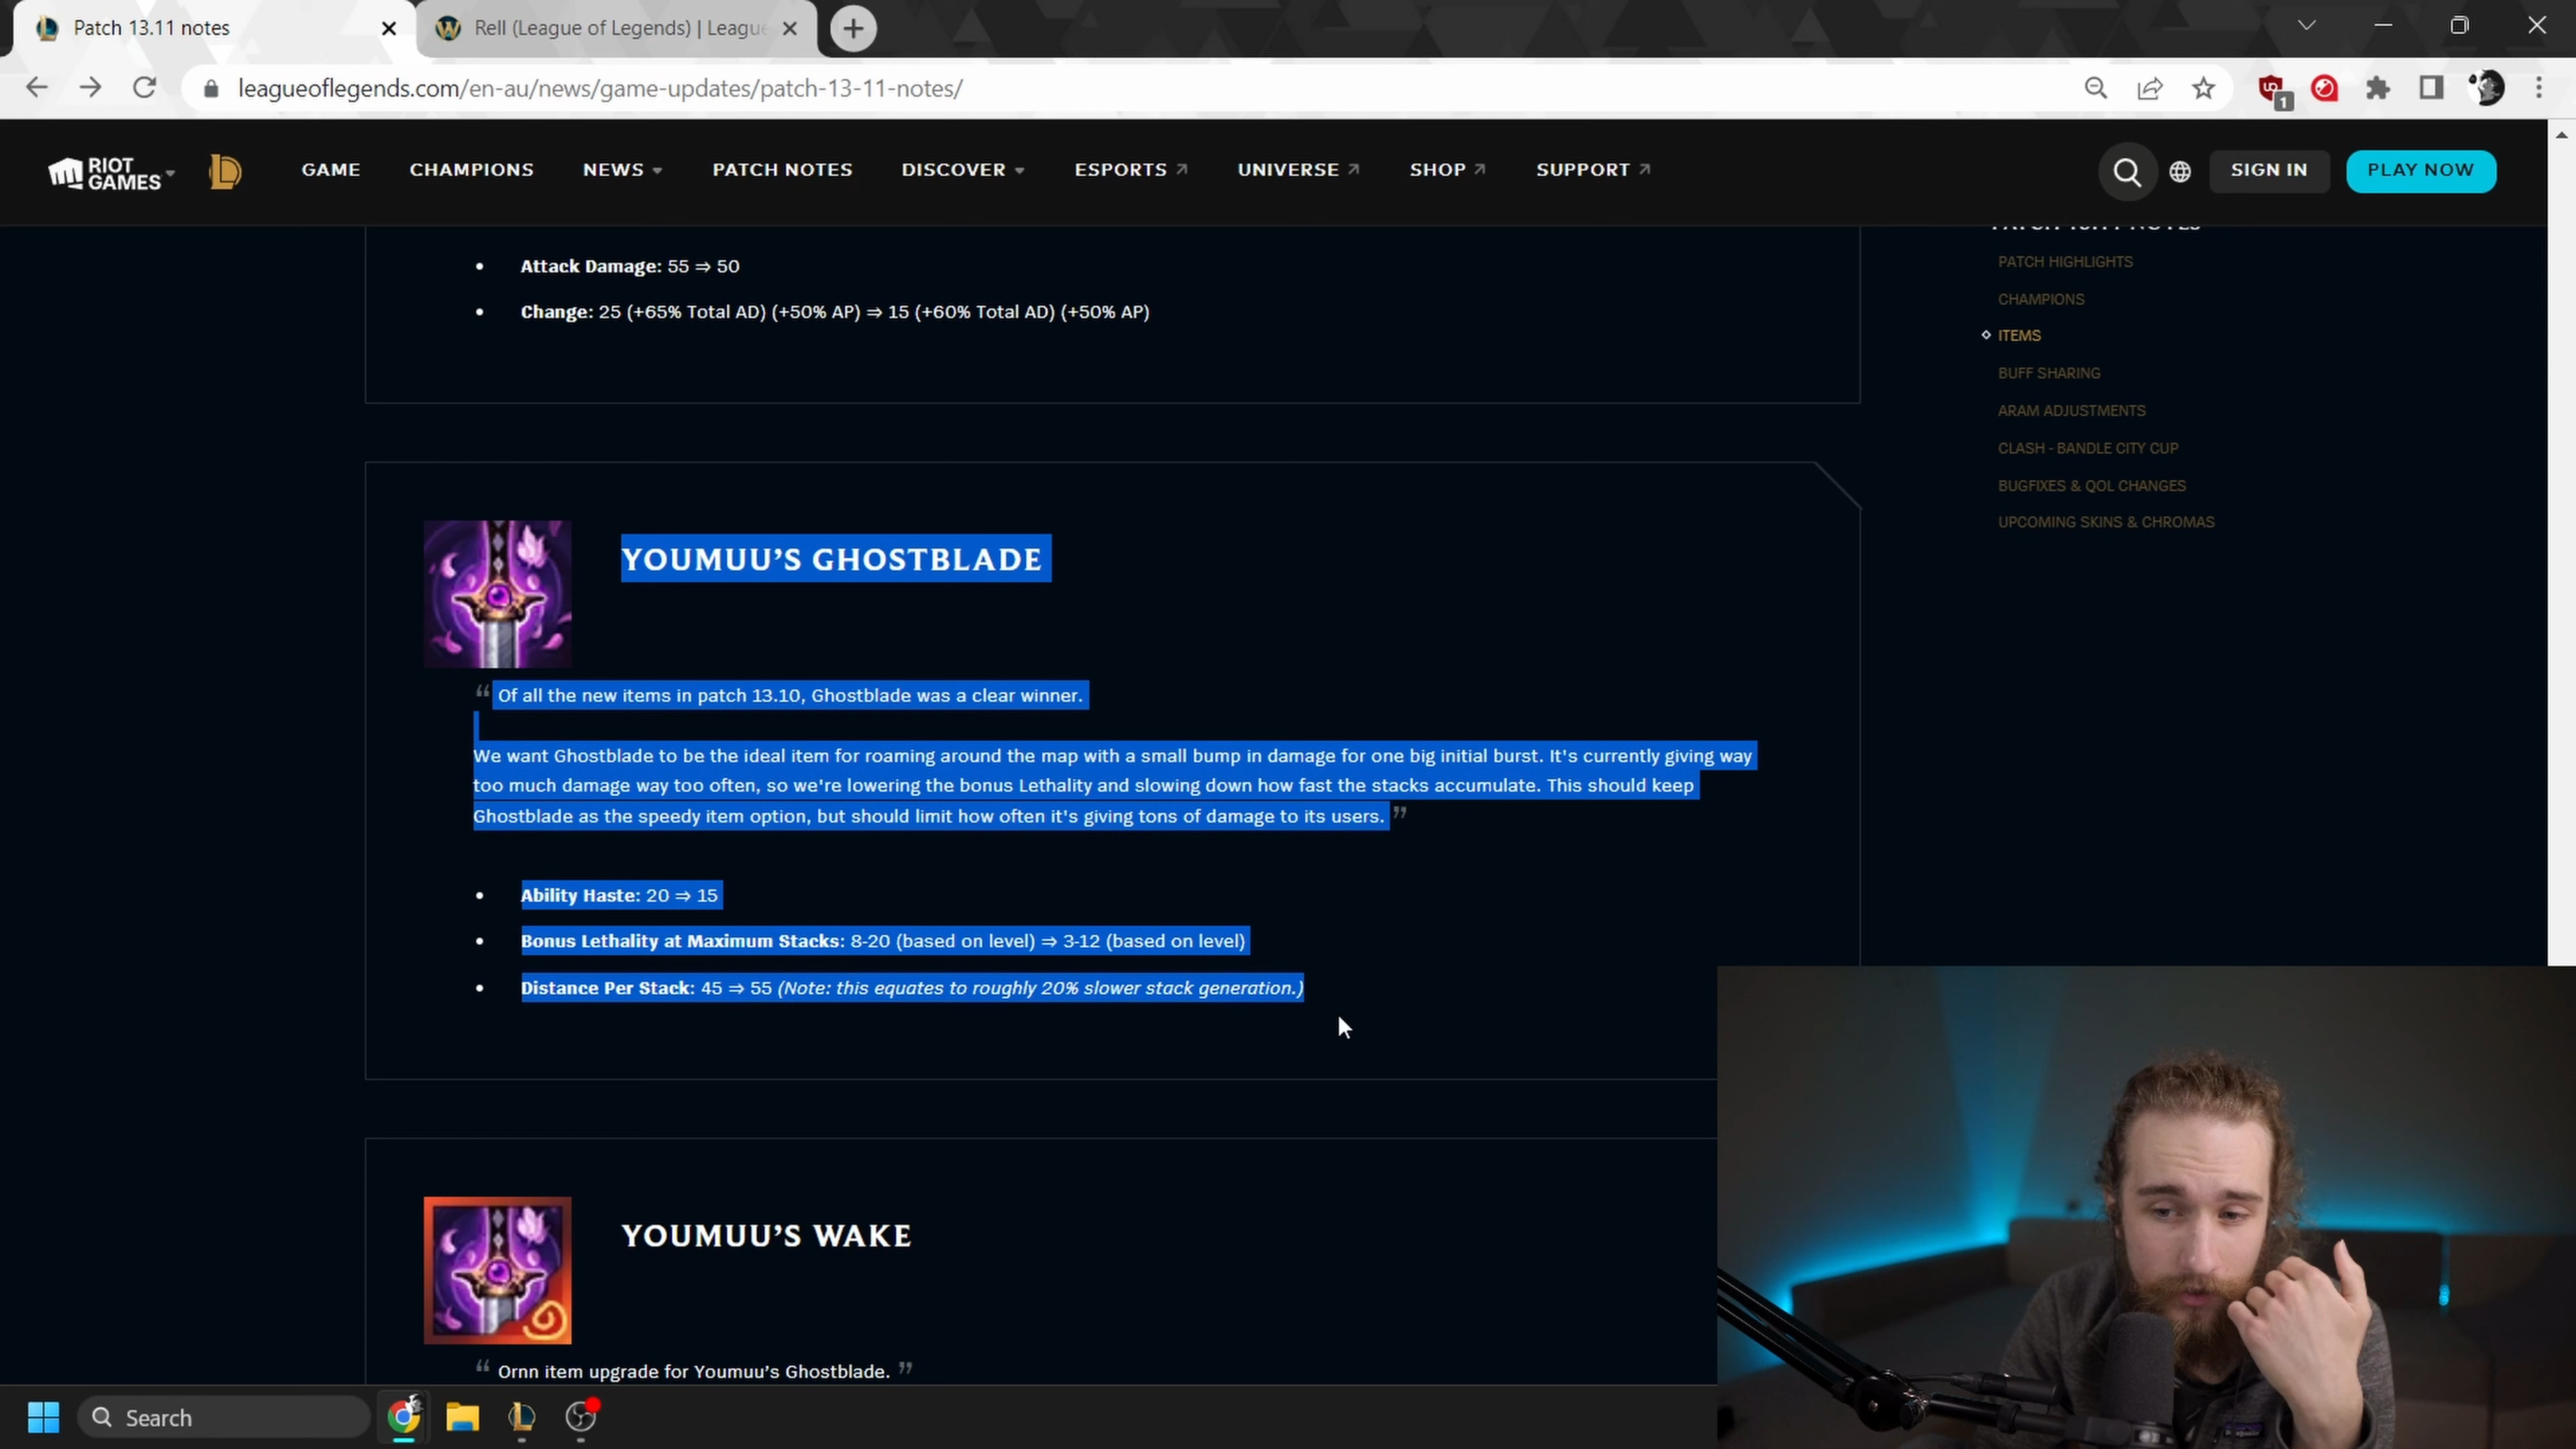 Patch 13.11 notes
Rell (League of Legends) | League
leagueoflegends.com/en-au/news/game-updates/patch-13-11-notes/
1
RIOT GAMES
GAME
CHAMPIONS
NEWS
PATCH NOTES
DISCOVER
ESPORTS
UNIVERSE
SHOP
SUPPORT
SIGN IN
PLAY NOW
• Attack Damage: 55 ⇒ 50
• Change: 25 (+65% Total AD) (+50% AP) ⇒ 15 (+60% Total AD) (+50% AP)
PATCH 13.11 NOTES
PATCH HIGHLIGHTS
CHAMPIONS
ITEMS
BUFF SHARING
ARAM ADJUSTMENTS
CLASH - BANDLE CITY CUP
BUGFIXES & QOL CHANGES
UPCOMING SKINS & CHROMAS
YOUMUU’S GHOSTBLADE
“ Of all the new items in patch 13.10, Ghostblade was a clear winner.
We want Ghostblade to be the ideal item for roaming around the map with a small bump in damage for one big initial burst. It's currently giving way
too much damage way too often, so we're lowering the bonus Lethality and slowing down how fast the stacks accumulate. This should keep
Ghostblade as the speedy item option, but should limit how often it's giving tons of damage to its users. ”
• Ability Haste: 20 ⇒ 15
• Bonus Lethality at Maximum Stacks: 8-20 (based on level) ⇒ 3-12 (based on level)
• Distance Per Stack: 45 ⇒ 55 (Note: this equates to roughly 20% slower stack generation.)
YOUMUU’S WAKE
“ Ornn item upgrade for Youmuu’s Ghostblade. ”
Search